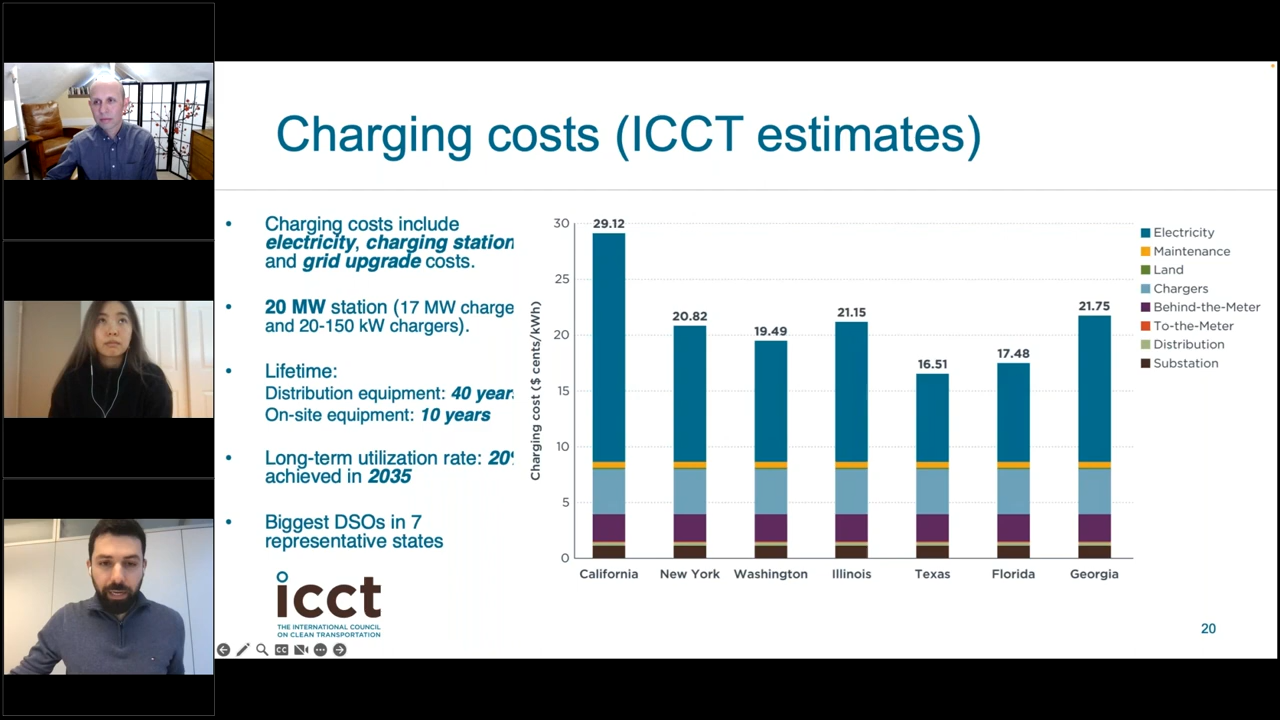 Charging costs (ICCT estimates)
• Charging costs include
electricity, charging station
and grid upgrade costs.
• 20 MW station (17 MW charge
and 20-150 kW chargers).
• Lifetime:
Distribution equipment: 40 year
On-site equipment: 10 years
• Long-term utilization rate: 20
achieved in 2035
• Biggest DSOs in 7
representative states
icct
THE INTERNATIONAL COUNCIL
ON CLEAN TRANSPORTATION
Charging cost ($ cents/kWh)
30
25
20
15
10
5
0
29.12
20.82
19.49
21.15
16.51
17.48
21.75
California
New York
Washington
Illinois
Texas
Florida
Georgia
Electricity
Maintenance
Land
Chargers
Behind-the-Meter
To-the-Meter
Distribution
Substation
20
CC